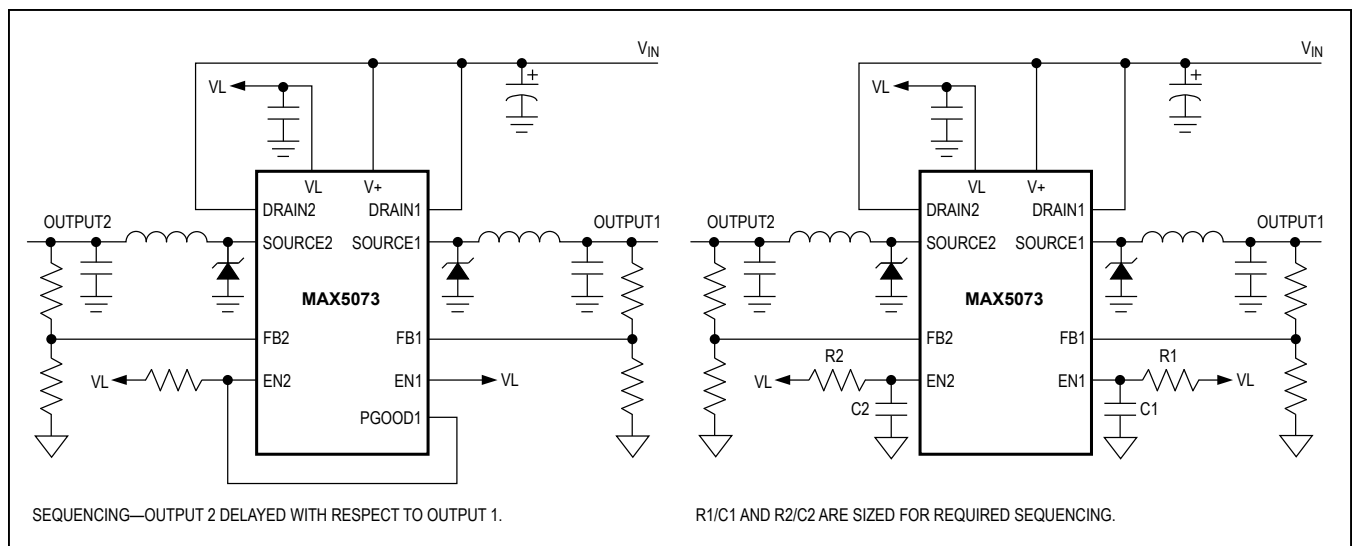 V_IN
VL
VL
V+
DRAIN2
DRAIN1
OUTPUT2
OUTPUT1
SOURCE2
SOURCE1
MAX5073
FB2
FB1
VL
EN2
EN1
VL
PGOOD1
SEQUENCING—OUTPUT 2 DELAYED WITH RESPECT TO OUTPUT 1.
V_IN
VL
VL
V+
DRAIN2
DRAIN1
OUTPUT2
OUTPUT1
SOURCE2
SOURCE1
MAX5073
FB2
FB1
R2
R1
VL
EN2
EN1
VL
C2
C1
R1/C1 AND R2/C2 ARE SIZED FOR REQUIRED SEQUENCING.